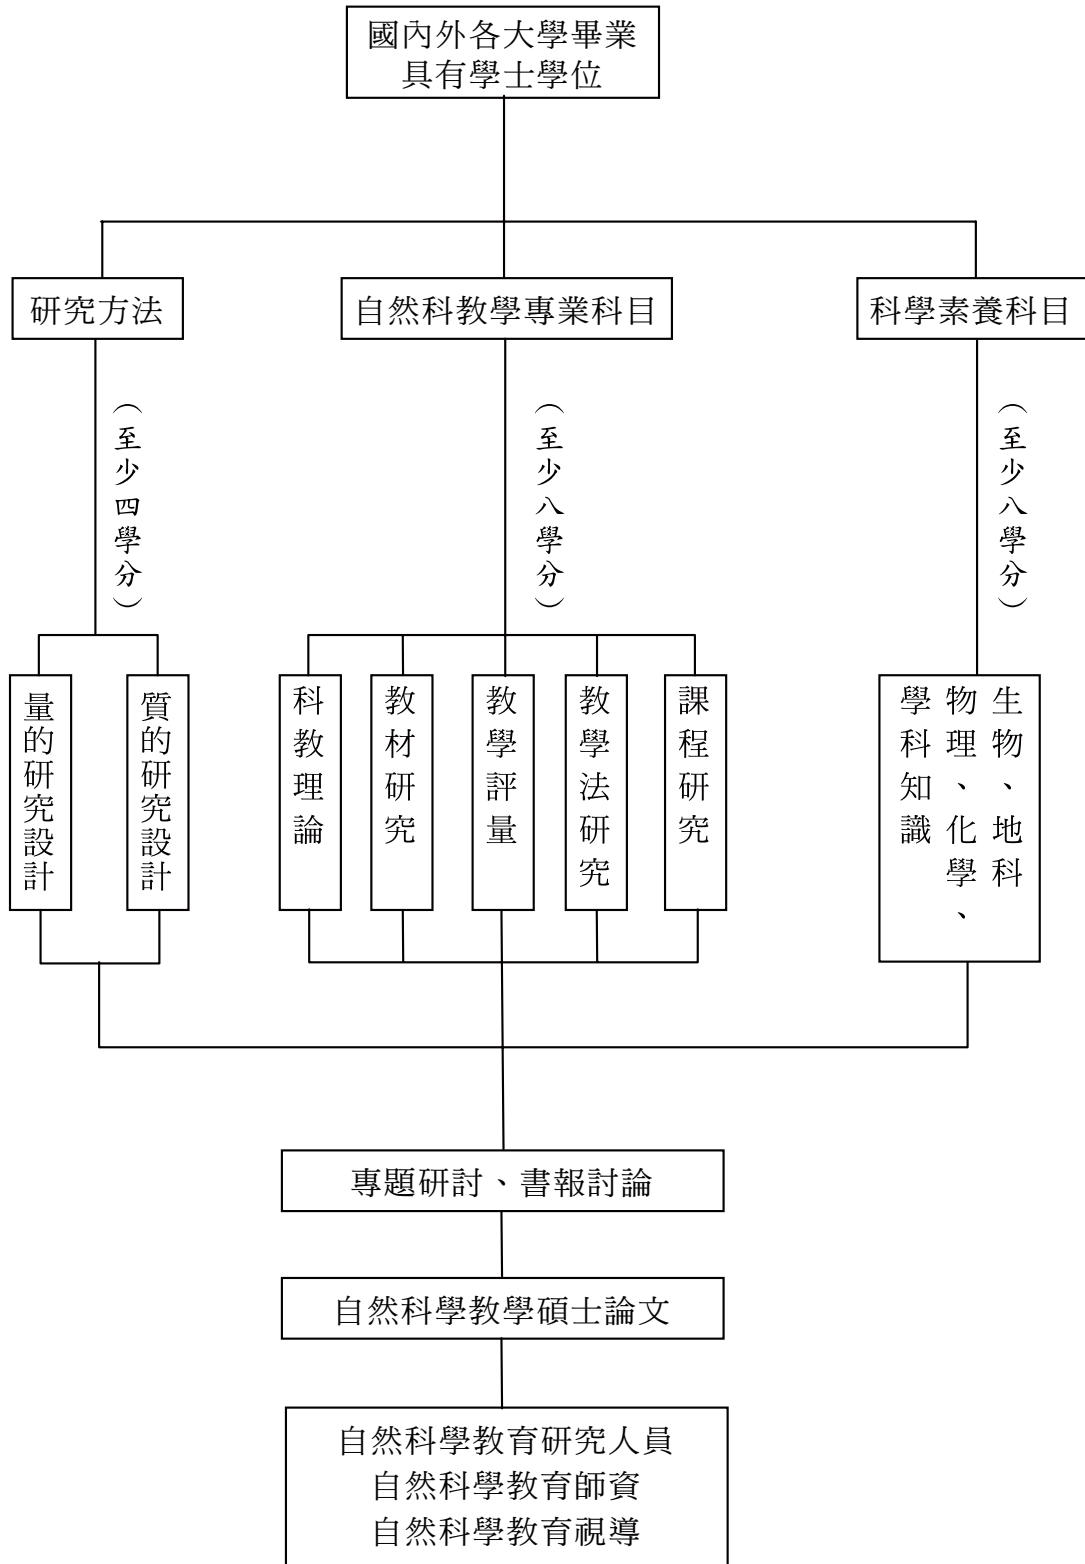 國內外各大學畢業
具有學士學位
研究方法
自然科教學專業科目
科學素養科目
（至少四學分）
（至少八學分）
（至少八學分）
量的研究設計
質的研究設計
科教理論
教材研究
教學評量
教學法研究
課程研究
生物、地科
物理、化學、
學科知識
專題研討、書報討論
自然科學教學碩士論文
自然科學教育研究人員
自然科學教育師資
自然科學教育視導